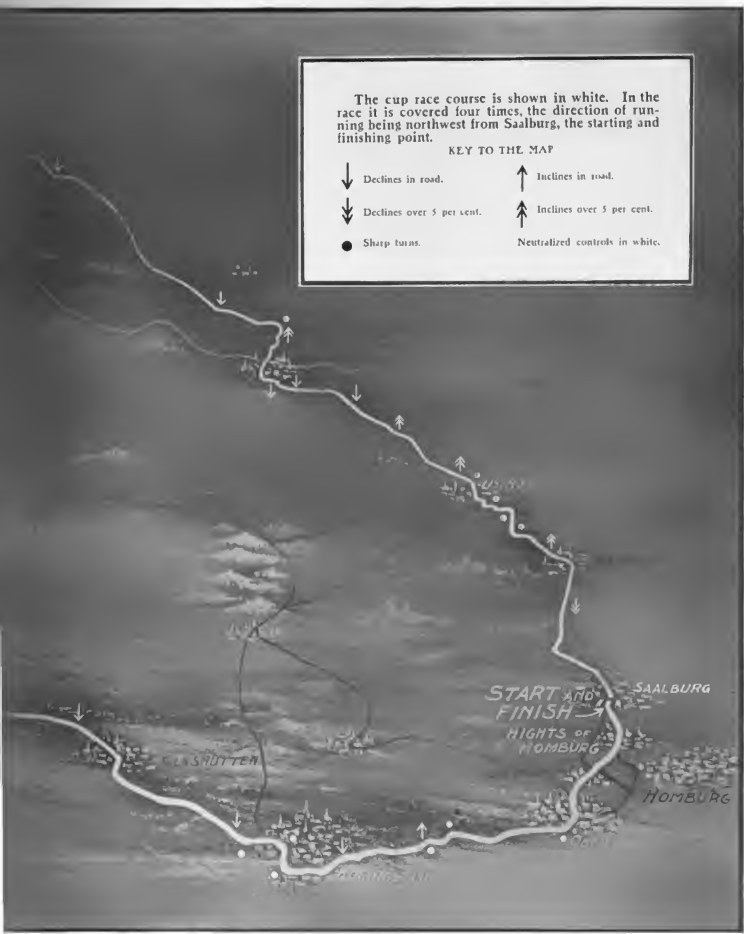 The cup race course is shown in white. In the
race it is covered four times, the direction of run-
ning being northwest from Saalburg, the starting and
finishing point.
KEY TO THE MAP
Declines in road.
Inclines in road.
Declines over 5 per cent.
Inclines over 5 per cent.
Sharp turns.
Neutralized controls in white.
START AND
FINISH
SAALBURG
HIGHTS OF
HOMBURG
HOMBURG